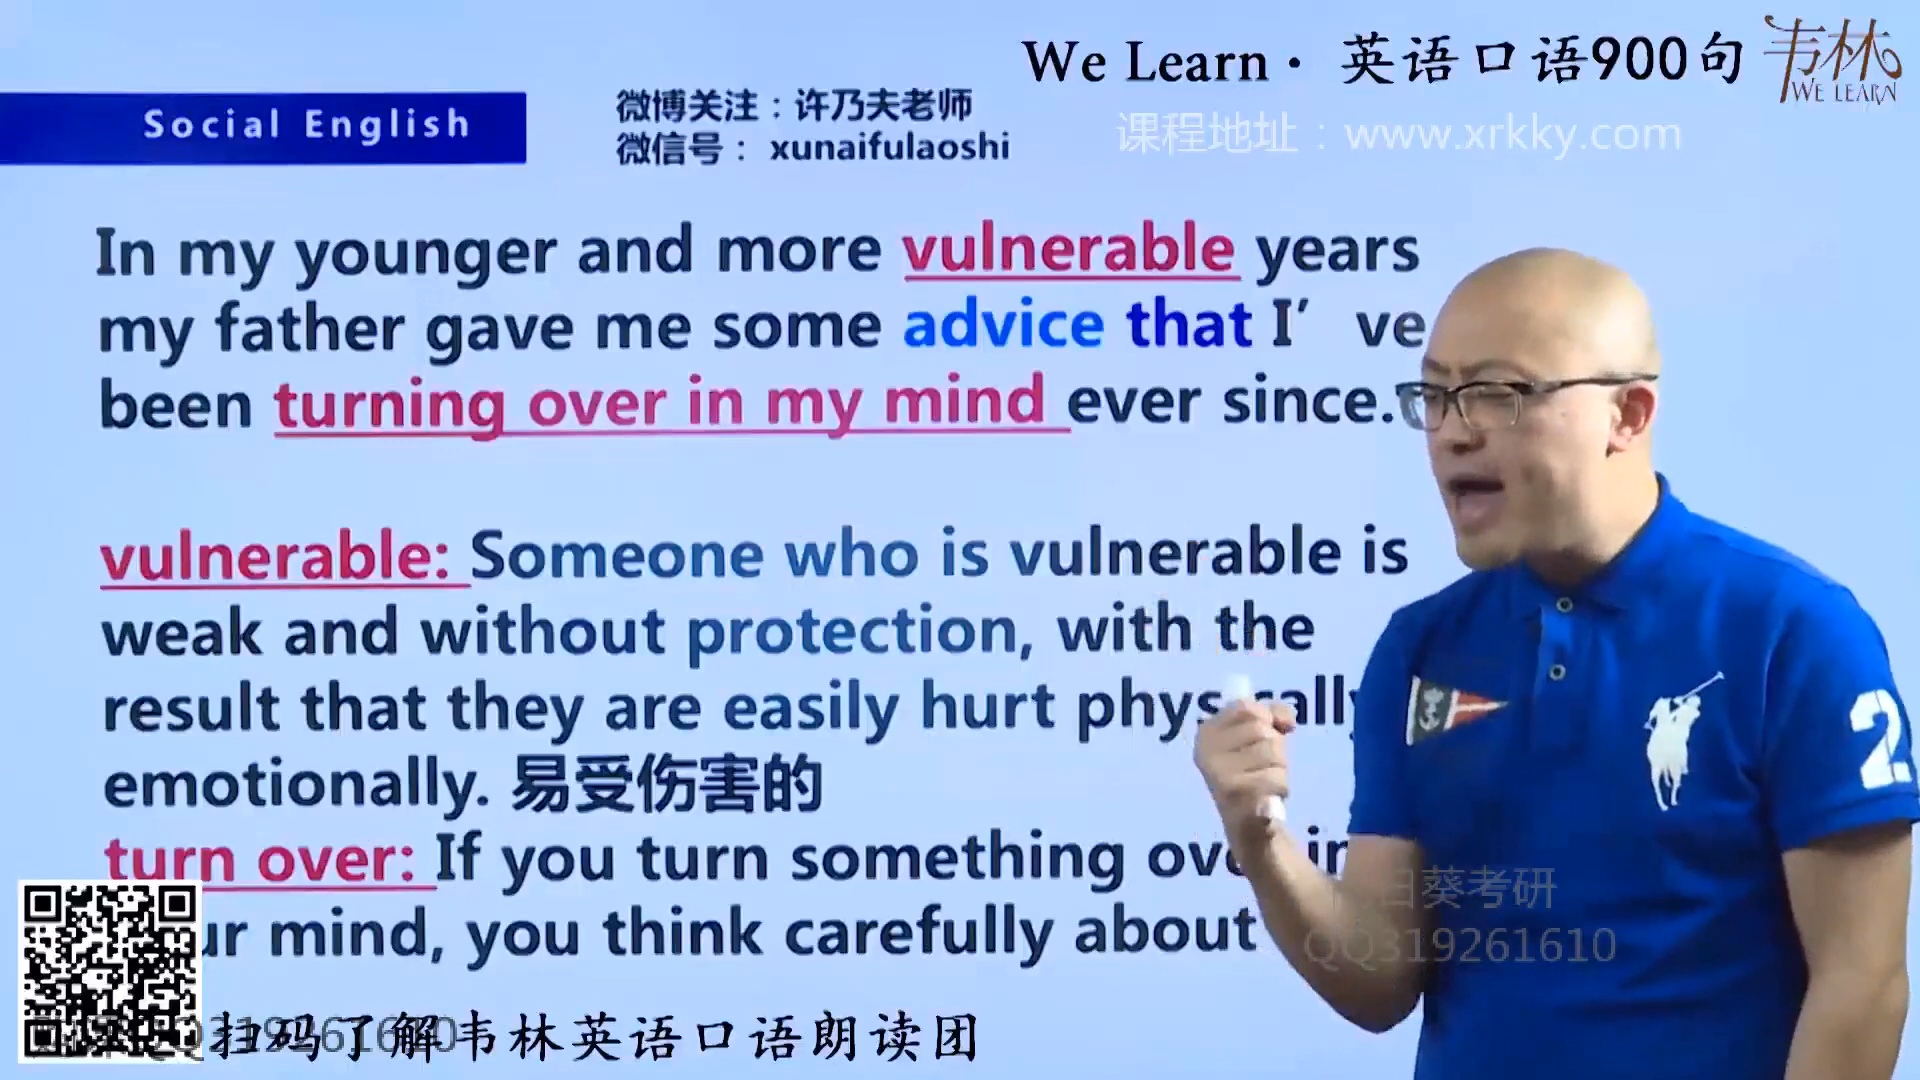 We Learn · 英语口语900句
韦林
WE LEARN
Social English
微博关注：许乃夫老师
微信号： xunaifulaoshi
课程地址：www.xrkky.com
In my younger and more vulnerable years
my father gave me some advice that I’ ve
been turning over in my mind ever since.
vulnerable: Someone who is vulnerable is
weak and without protection, with the
result that they are easily hurt
emotionally. 易受伤害的
turn over: If you turn something
mind, you think carefully about
日葵考研
QQ319261610
扫码了解韦林英语口语朗读团
2